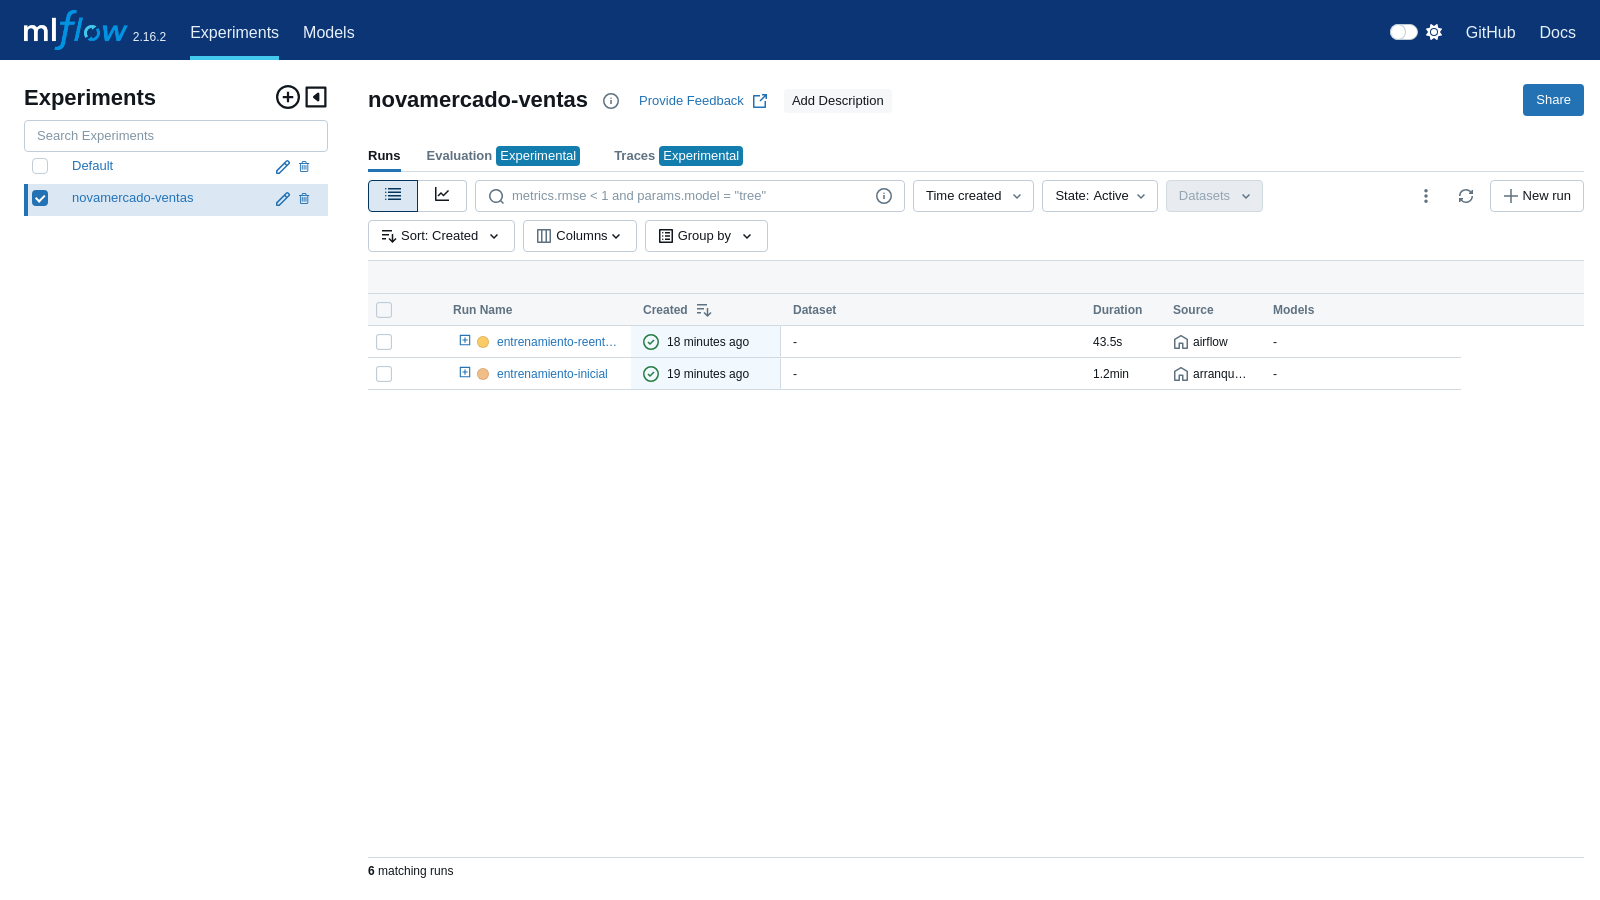 mlflow 2.16.2 Experiments Models GitHub Docs
Experiments
Search Experiments
Default
novamercado-ventas
novamercado-ventas Provide Feedback Add Description Share
Runs Evaluation Experimental Traces Experimental
metrics.rmse < 1 and params.model = "tree" Time created State: Active Datasets New run
Sort: Created Columns Group by
Run Name Created Dataset Duration Source Models
entrenamiento-reent… 18 minutes ago - 43.5s airflow -
entrenamiento-inicial 19 minutes ago - 1.2min arranqu… -
6 matching runs